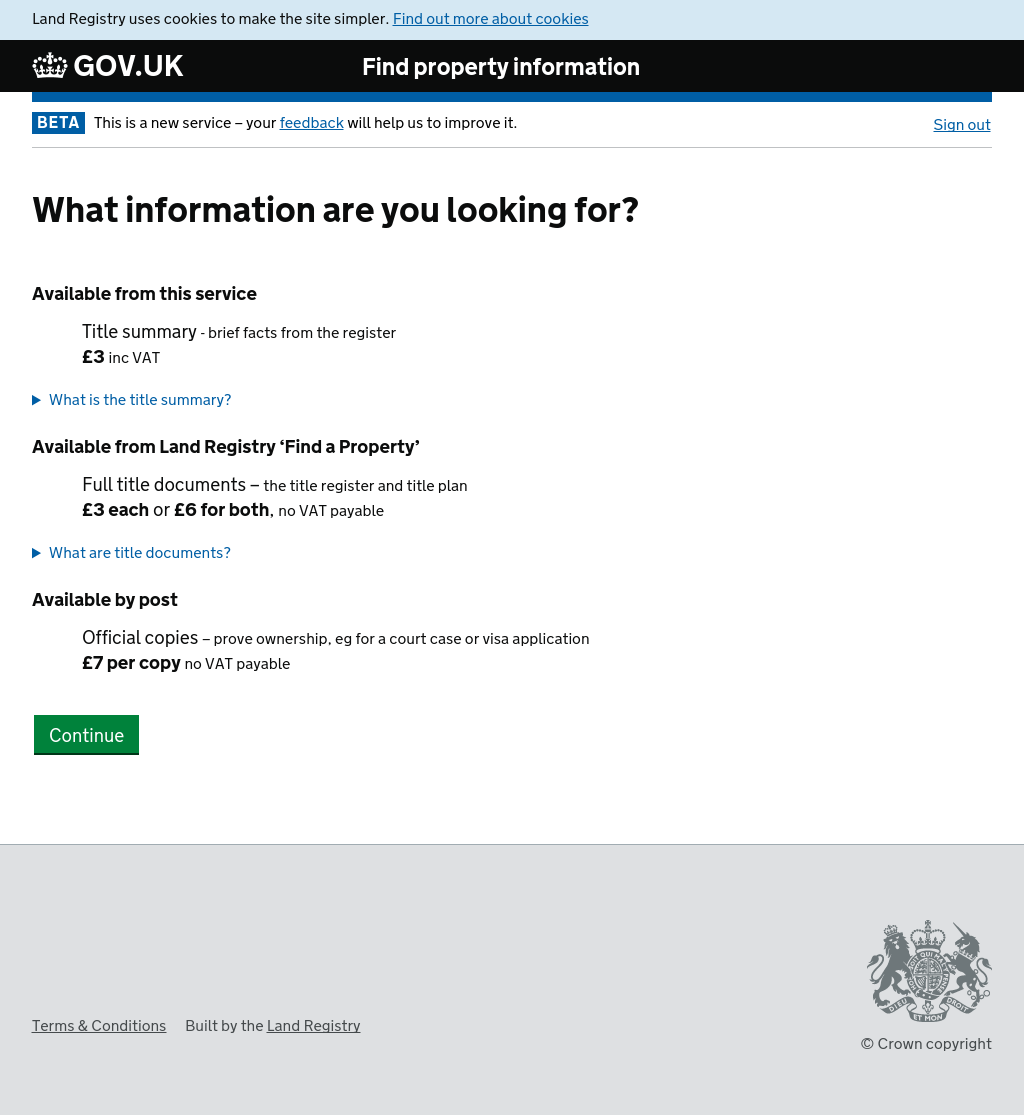 Land Registry uses cookies to make the site simpler. Find out more about cookies
GOV.UK
Find property information
BETA This is a new service – your feedback will help us to improve it.
Sign out
What information are you looking for?
Available from this service
Title summary - brief facts from the register
£3 inc VAT
What is the title summary?
Available from Land Registry ‘Find a Property’
Full title documents – the title register and title plan
£3 each or £6 for both, no VAT payable
What are title documents?
Available by post
Official copies – prove ownership, eg for a court case or visa application
£7 per copy no VAT payable
Continue
DIEU ET MON DROIT
Terms & Conditions Built by the Land Registry
© Crown copyright